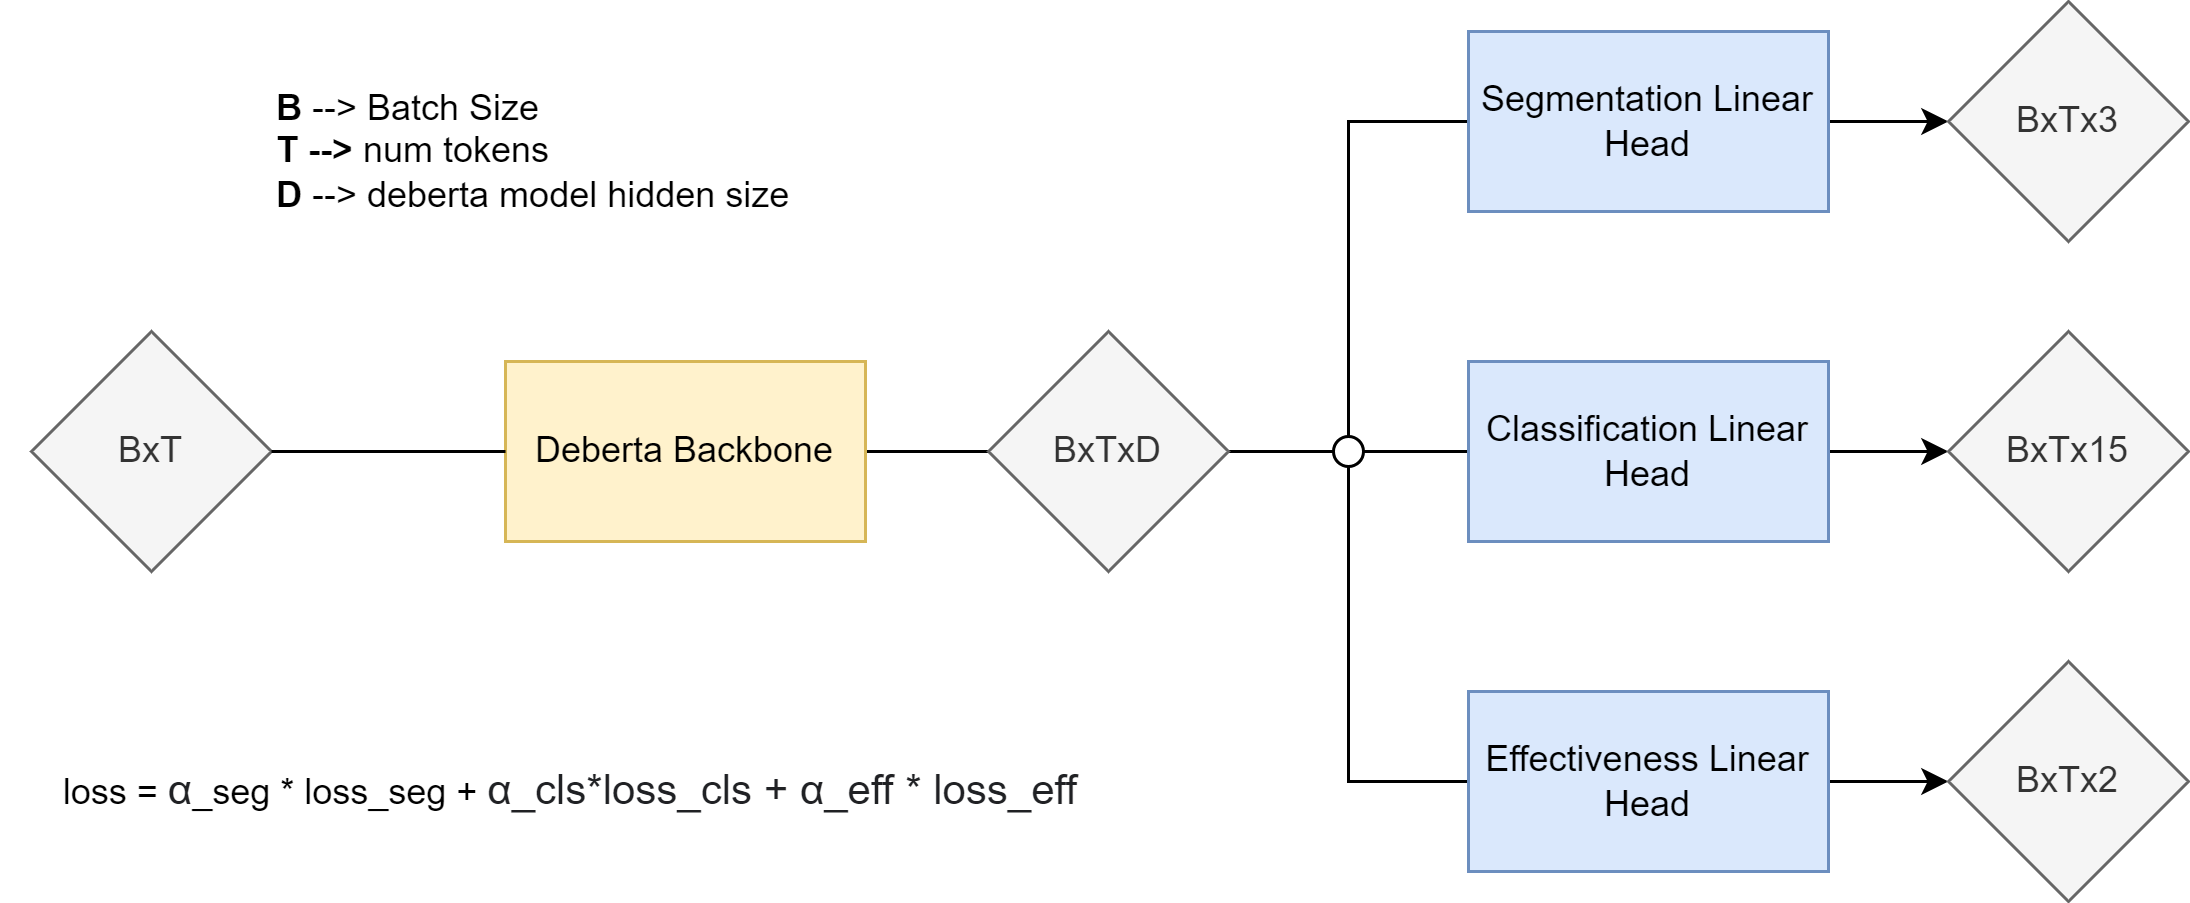 B --> Batch Size
T --> num tokens
D --> deberta model hidden size
BxT
Deberta Backbone
BxTxD
Segmentation Linear
Head
BxTx3
Classification Linear
Head
BxTx15
Effectiveness Linear
Head
BxTx2
loss = α_seg * loss_seg + α_cls*loss_cls + α_eff * loss_eff